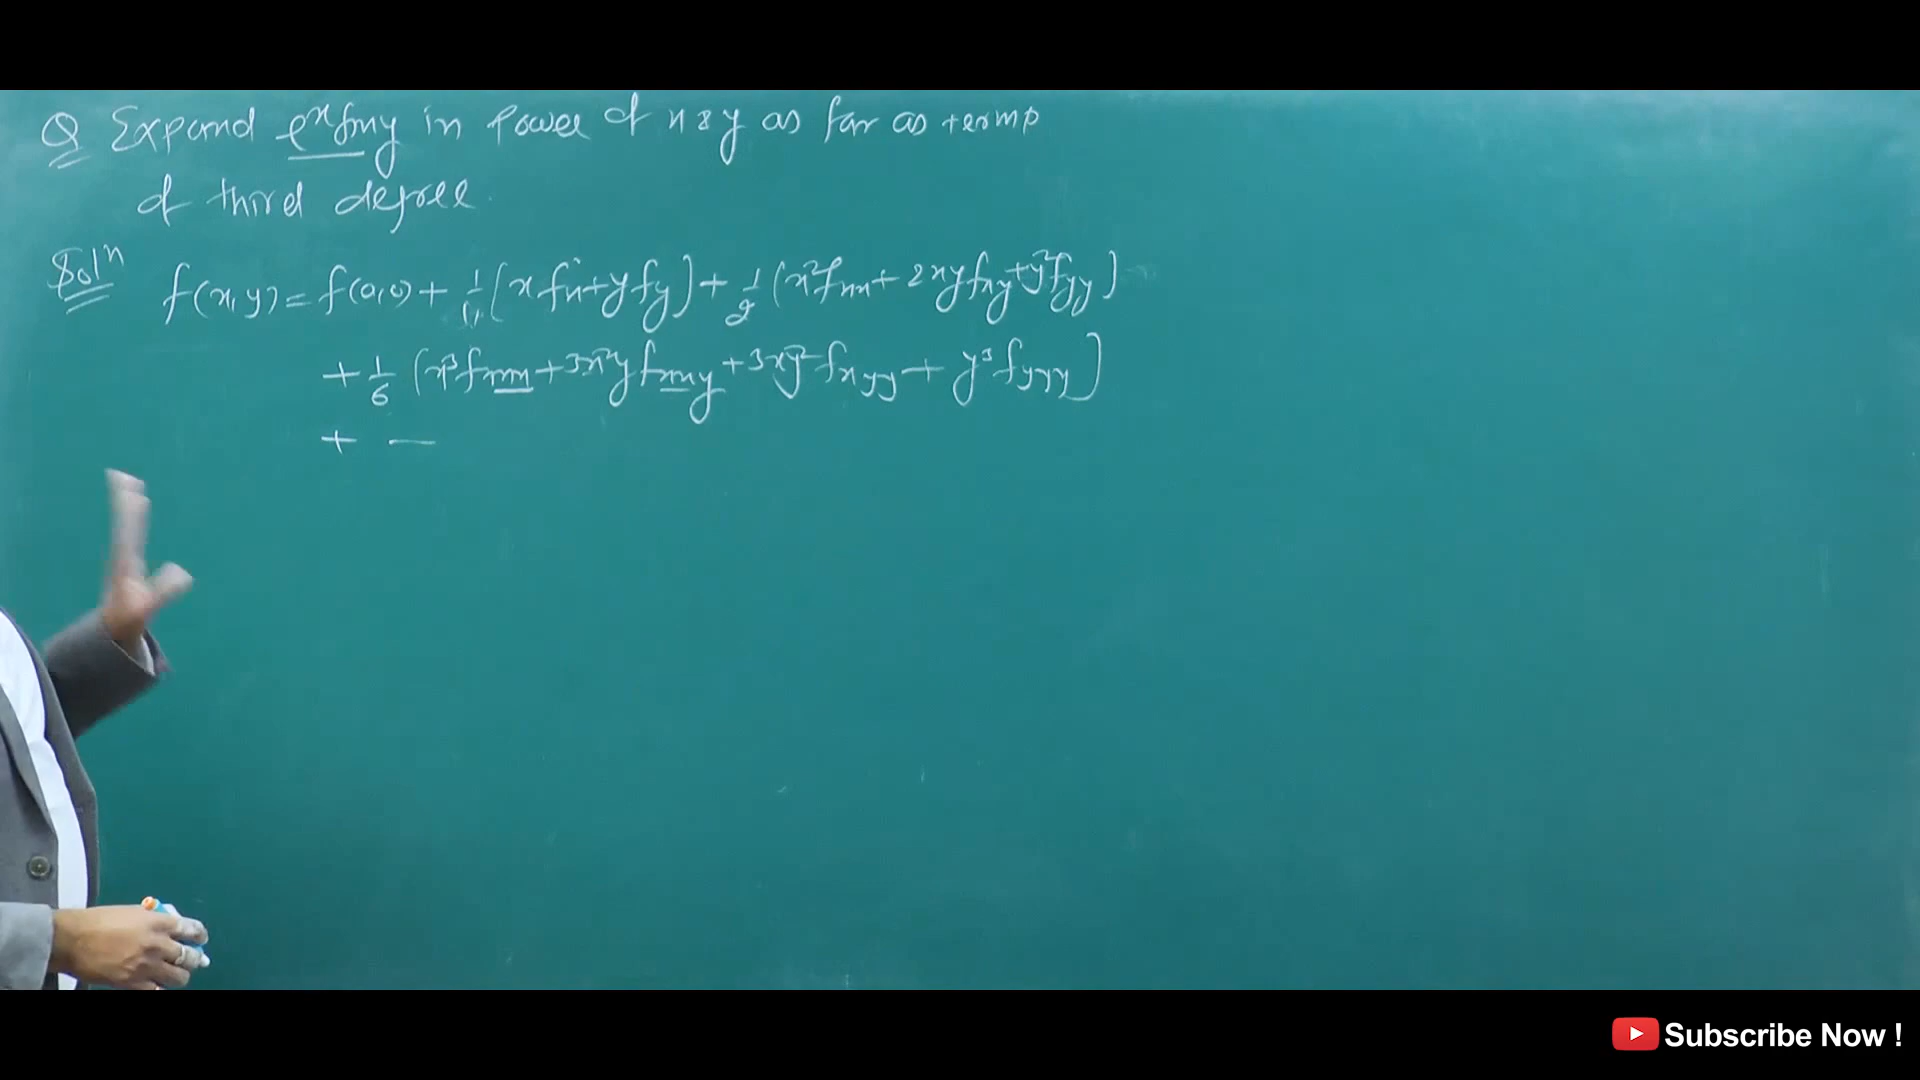 Q Expand e^x siny in power of x & y as far as terms
of third degree.
Sol^n f(x,y) = f(0,0) + 1/1! (x fx + y fy) + 1/2 (x² fxx + 2xy fxy + y² fyy)
+ 1/6 (x³ fxxx + 3x²y fxxy + 3xy² fxyy + y³ fyyy)
+ —
Subscribe Now !